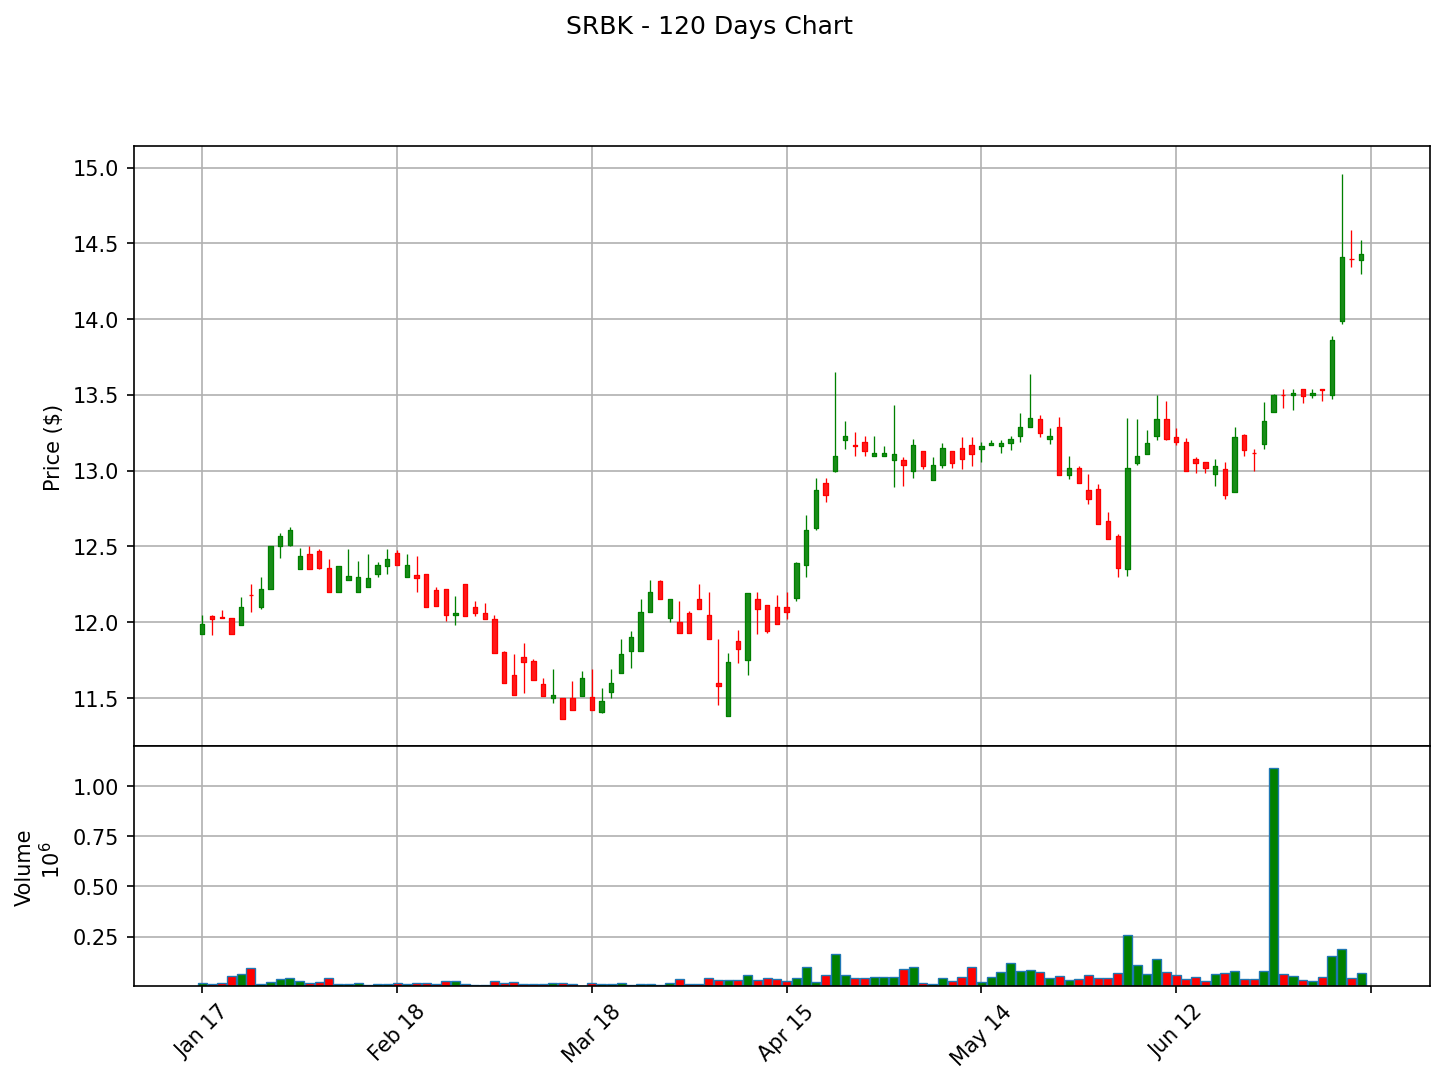 SRBK - 120 Days Chart
Price ($)
15.0
14.5
14.0
13.5
13.0
12.5
12.0
11.5
Volume
10⁶
1.00
0.75
0.50
0.25
Jan 17
Feb 18
Mar 18
Apr 15
May 14
Jun 12